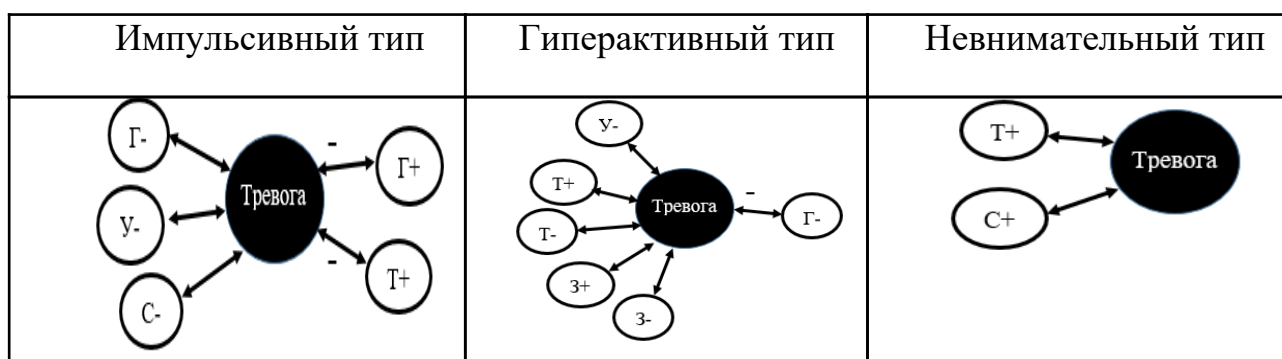 Импульсивный тип
Гиперактивный тип
Невнимательный тип
Г-
У-
С-
Тревога
-
Г+
-
Т+
У-
Т+
Т-
З+
З-
Тревога
-
Г-
Т+
С+
Тревога